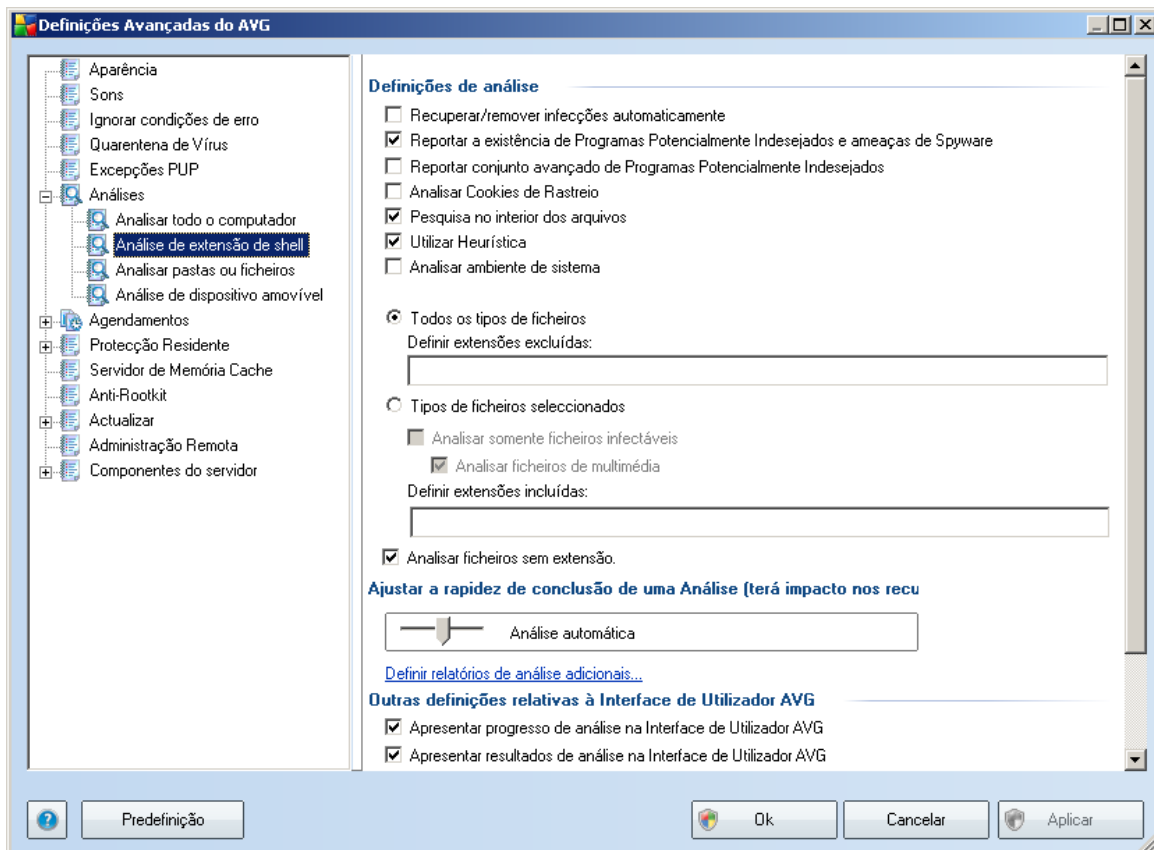 Definições Avançadas do AVG
Aparência
Sons
Ignorar condições de erro
Quarentena de Vírus
Excepções PUP
Análises
Analisar todo o computador
Análise de extensão de shell
Analisar pastas ou ficheiros
Análise de dispositivo amovível
Agendamentos
Protecção Residente
Servidor de Memória Cache
Anti-Rootkit
Actualizar
Administração Remota
Componentes do servidor
Definições de análise
Recuperar/remover infecções automaticamente
Reportar a existência de Programas Potencialmente Indesejados e ameaças de Spyware
Reportar conjunto avançado de Programas Potencialmente Indesejados
Analisar Cookies de Rastreio
Pesquisa no interior dos arquivos
Utilizar Heurística
Analisar ambiente de sistema
Todos os tipos de ficheiros
Definir extensões excluídas:
Tipos de ficheiros seleccionados
Analisar somente ficheiros infectáveis
Analisar ficheiros de multimédia
Definir extensões incluídas:
Analisar ficheiros sem extensão.
Ajustar a rapidez de conclusão de uma Análise (terá impacto nos recu
Análise automática
Definir relatórios de análise adicionais...
Outras definições relativas à Interface de Utilizador AVG
Apresentar progresso de análise na Interface de Utilizador AVG
Apresentar resultados de análise na Interface de Utilizador AVG
Predefinição
Ok
Cancelar
Aplicar